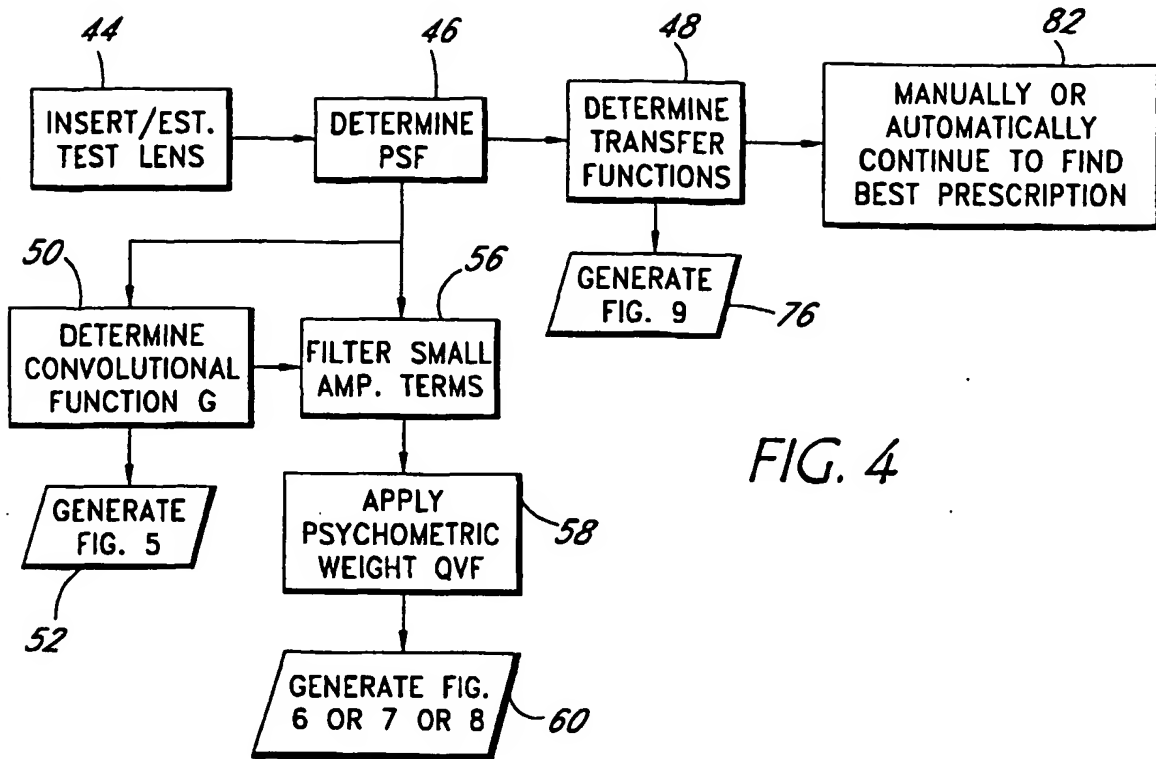 44
46
48
82
INSERT/EST.
TEST LENS
DETERMINE
PSF
DETERMINE
TRANSFER
FUNCTIONS
MANUALLY OR
AUTOMATICALLY
CONTINUE TO FIND
BEST PRESCRIPTION
50
56
GENERATE
FIG. 9
76
DETERMINE
CONVOLUTIONAL
FUNCTION G
FILTER SMALL
AMP. TERMS
FIG. 4
GENERATE
FIG. 5
52
APPLY
PSYCHOMETRIC
WEIGHT QVF
58
GENERATE FIG.
6 OR 7 OR 8
60